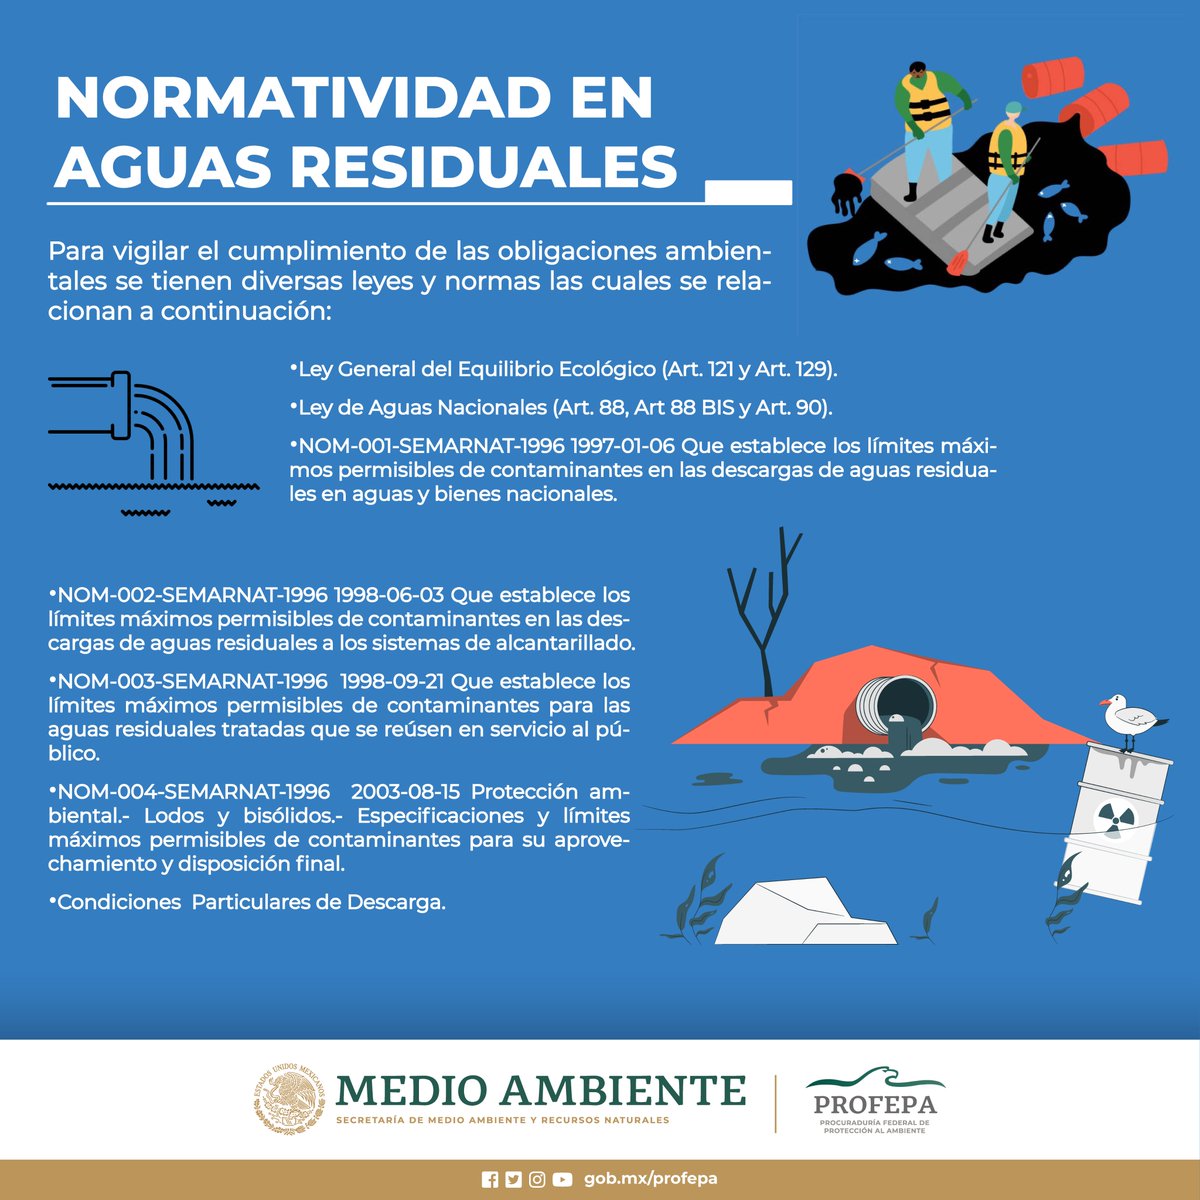 NORMATIVIDAD EN
AGUAS RESIDUALES
Para vigilar el cumplimiento de las obligaciones ambien-
tales se tienen diversas leyes y normas las cuales se rela-
cionan a continuación:
•Ley General del Equilibrio Ecológico (Art. 121 y Art. 129).
•Ley de Aguas Nacionales (Art. 88, Art 88 BIS y Art. 90).
•NOM-001-SEMARNAT-1996 1997-01-06 Que establece los límites máxi-
mos permisibles de contaminantes en las descargas de aguas residua-
les en aguas y bienes nacionales.
•NOM-002-SEMARNAT-1996 1998-06-03 Que establece los
límites máximos permisibles de contaminantes en las des-
cargas de aguas residuales a los sistemas de alcantarillado.
•NOM-003-SEMARNAT-1996 1998-09-21 Que establece los
límites máximos permisibles de contaminantes para las
aguas residuales tratadas que se reúsen en servicio al pú-
blico.
•NOM-004-SEMARNAT-1996 2003-08-15 Protección am-
biental.- Lodos y bisólidos.- Especificaciones y límites
máximos permisibles de contaminantes para su aprove-
chamiento y disposición final.
•Condiciones Particulares de Descarga.
ESTADOS UNIDOS MEXICANOS
MEDIO AMBIENTE
SECRETARÍA DE MEDIO AMBIENTE Y RECURSOS NATURALES
PROFEPA
PROCURADURÍA FEDERAL DE
PROTECCIÓN AL AMBIENTE
gob.mx/profepa